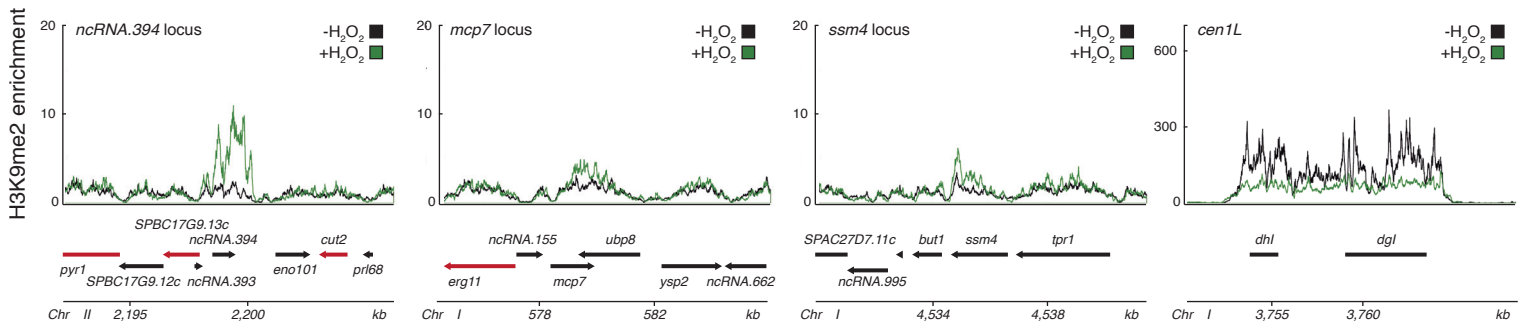 H3K9me2 enrichment
ncRNA.394 locus
-H₂O₂
+H₂O₂
20
10
0
SPBC17G9.13c
ncRNA.394
cut2
pyr1
SPBC17G9.12c
ncRNA.393
eno101
prl68
Chr II
2,195
2,200
kb
mcp7 locus
-H₂O₂
+H₂O₂
20
10
0
ncRNA.155
ubp8
erg11
mcp7
ysp2
ncRNA.662
Chr I
578
582
kb
ssm4 locus
-H₂O₂
+H₂O₂
20
10
0
SPAC27D7.11c
but1
ssm4
tpr1
ncRNA.995
Chr I
4,534
4,538
kb
cen1L
-H₂O₂
+H₂O₂
600
300
0
dhI
dgI
Chr I
3,755
3,760
kb